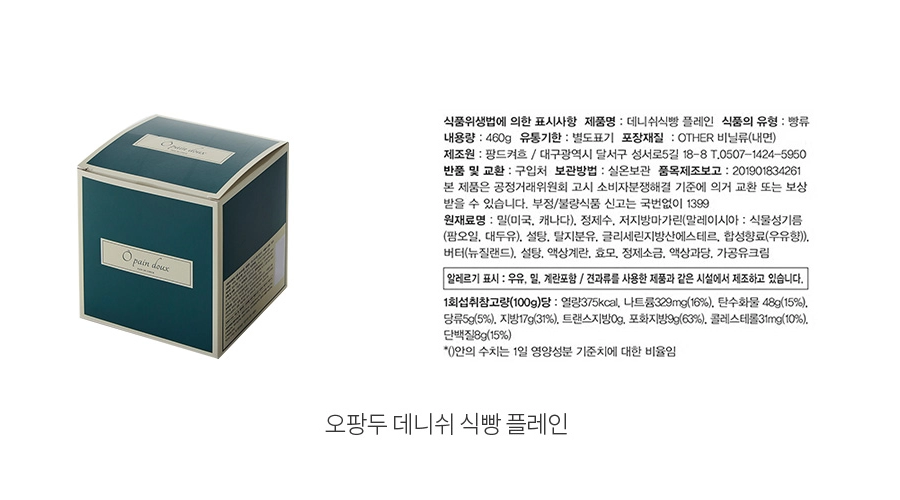 O pain doux
O pain doux
식품위생법에 의한 표시사항 제품명 : 데니쉬식빵 플레인 식품의 유형 : 빵류
내용량 : 460g 유통기한 : 별도표기 포장재질 : OTHER 비닐류(내면)
제조원 : 팡드켜흐 / 대구광역시 달서구 성서로5길 18-8 T.0507-1424-5950
반품 및 교환 : 구입처 보관방법 : 실온보관 품목제조보고 : 201901834261
본 제품은 공정거래위원회 고시 소비자분쟁해결 기준에 의거 교환 또는 보상
받을 수 있습니다. 부정/불량식품 신고는 국번없이 1399
원재료명 : 밀(미국, 캐나다), 정제수, 저지방마가린(말레이시아 : 식물성기름
(팜오일, 대두유), 설탕, 탈지분유, 글리세린지방산에스테르, 합성향료(우유향)),
버터(뉴질랜드), 설탕, 액상계란, 효모, 정제소금, 액상과당, 가공유크림
알레르기 표시 : 우유, 밀, 계란포함 / 견과류를 사용한 제품과 같은 시설에서 제조하고 있습니다.
1회섭취참고량(100g)당 : 열량375kcal, 나트륨329mg(16%), 탄수화물 48g(15%),
당류5g(5%), 지방17g(31%), 트랜스지방0g, 포화지방9g(63%), 콜레스테롤31mg(10%),
단백질8g(15%)
*()안의 수치는 1일 영양성분 기준치에 대한 비율임
오팡두 데니쉬 식빵 플레인